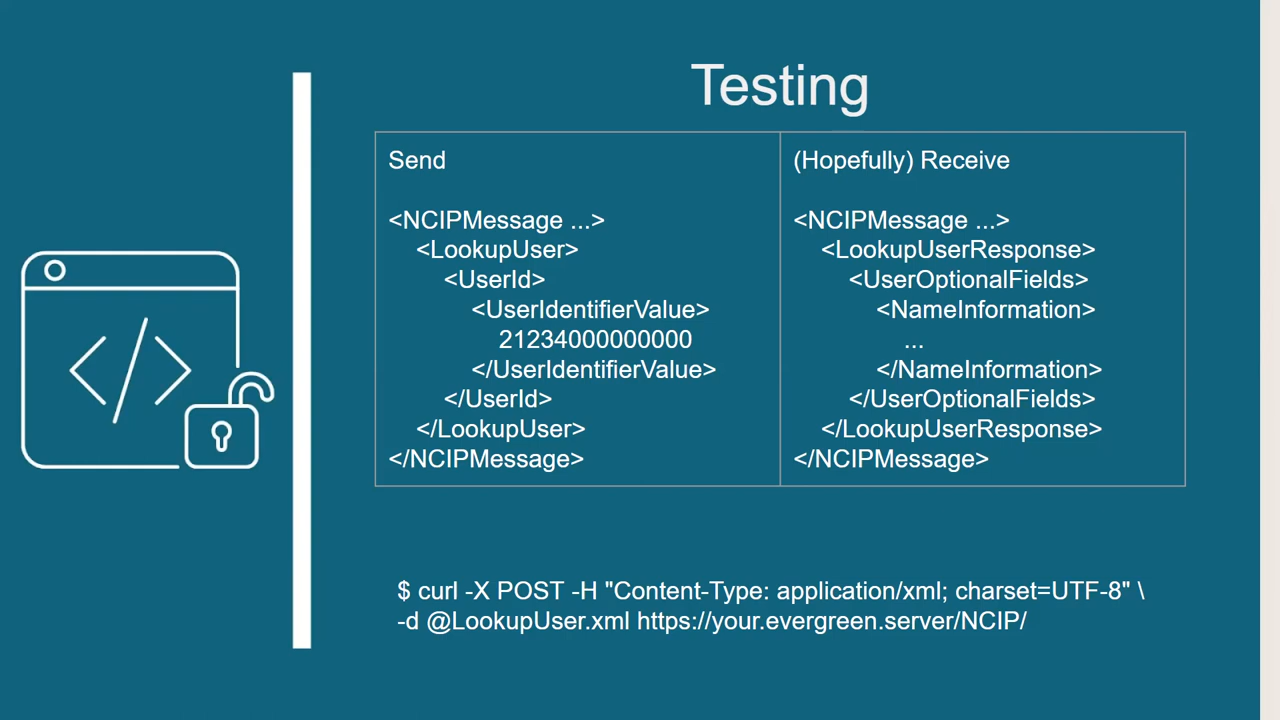 Testing
Send
<NCIPMessage ...>
<LookupUser>
<UserId>
<UserIdentifierValue>
21234000000000
</UserIdentifierValue>
</UserId>
</LookupUser>
</NCIPMessage>
(Hopefully) Receive
<NCIPMessage ...>
<LookupUserResponse>
<UserOptionalFields>
<NameInformation>
...
</NameInformation>
</UserOptionalFields>
</LookupUserResponse>
</NCIPMessage>
</>
$ curl -X POST -H "Content-Type: application/xml; charset=UTF-8" \
-d @LookupUser.xml https://your.evergreen.server/NCIP/